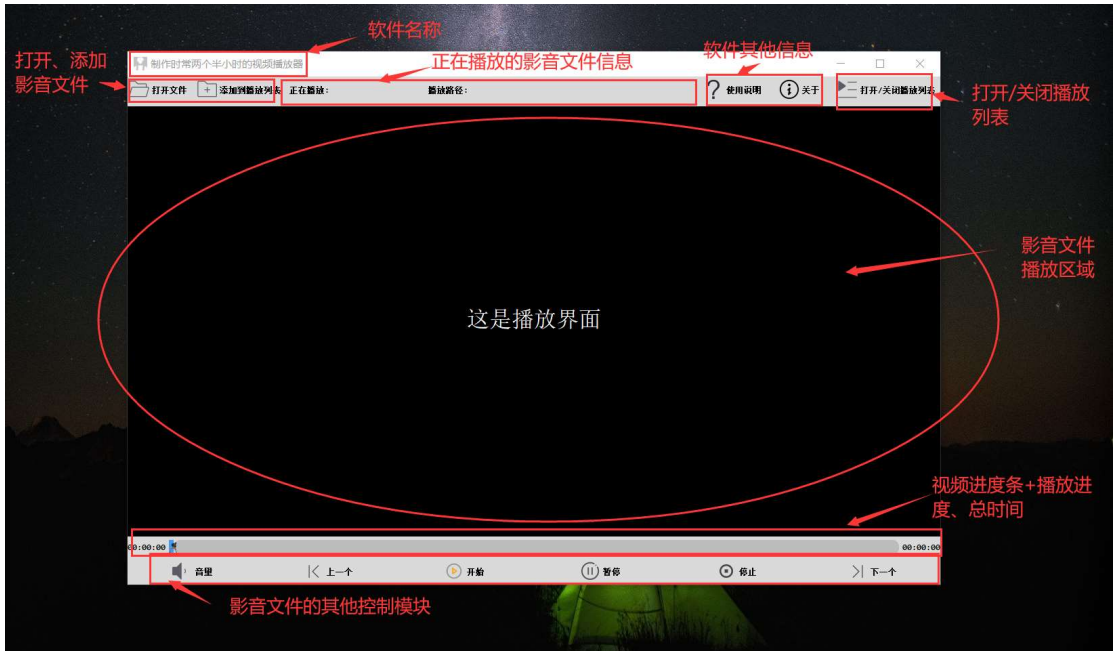 软件名称
打开、添加
影音文件
制作时常两个半小时的视频播放器
正在播放的影音文件信息
软件其他信息
打开文件
添加到播放列表
正在播放：
播放路径：
使用说明
关于
打开/关闭播放列表
打开/关闭播放
列表
影音文件
播放区域
这是播放界面
视频进度条+播放进
度、总时间
00:00:00
00:00:00
音量
上一个
开始
暂停
停止
下一个
影音文件的其他控制模块